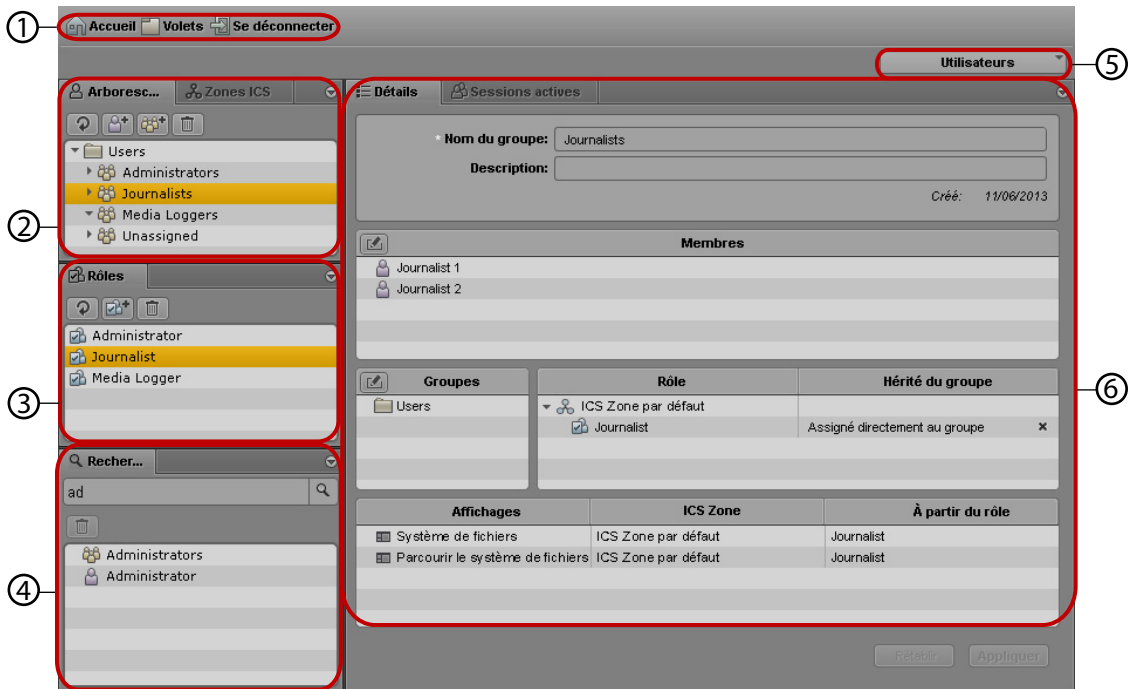 1
Accueil Volets Se déconnecter
Utilisateurs
5
Arboresc... Zones ICS
2
Users
Administrators
Journalists
Media Loggers
Unassigned
Rôles
3
Administrator
Journalist
Media Logger
Recher...
4
ad
Administrators
Administrator
Détails Sessions actives
6
Nom du groupe: Journalists
Description:
Créé: 11/06/2013
Membres
Journalist 1
Journalist 2
Groupes Rôle Hérité du groupe
Users ICS Zone par défaut
Journalist Assigné directement au groupe
Affichages ICS Zone À partir du rôle
Système de fichiers ICS Zone par défaut Journalist
Parcourir le système de fichiers ICS Zone par défaut Journalist
Rétablir Appliquer